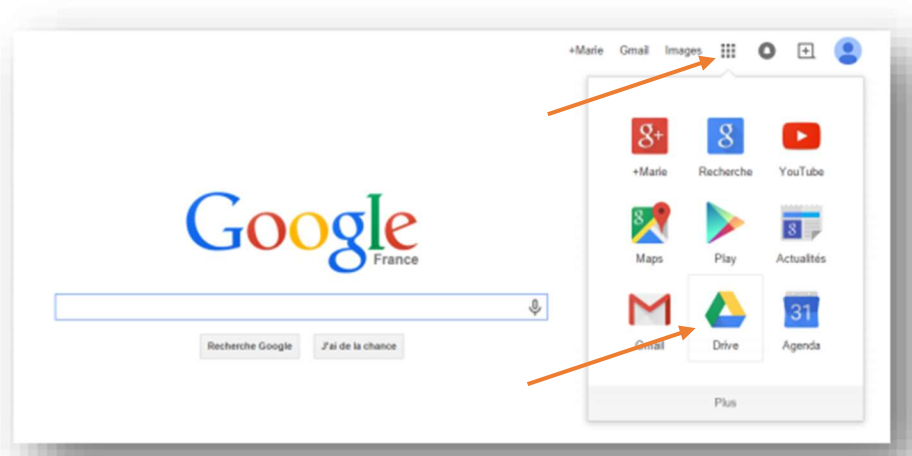 +Marie Gmail Images
Google
France
Recherche Google J'ai de la chance
g+ g
+Marie Recherche YouTube
g 8
Maps Play Actualités
31
Gmail Drive Agenda
Plus